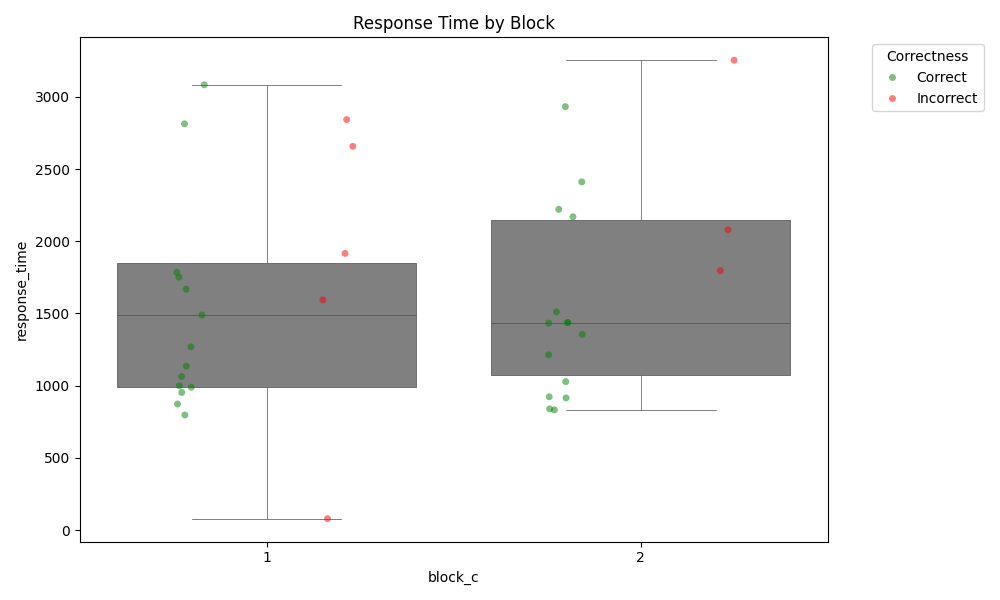 Response Time by Block
Correctness
Correct
Incorrect
response_time
3000
2500
2000
1500
1000
500
0
1
2
block_c